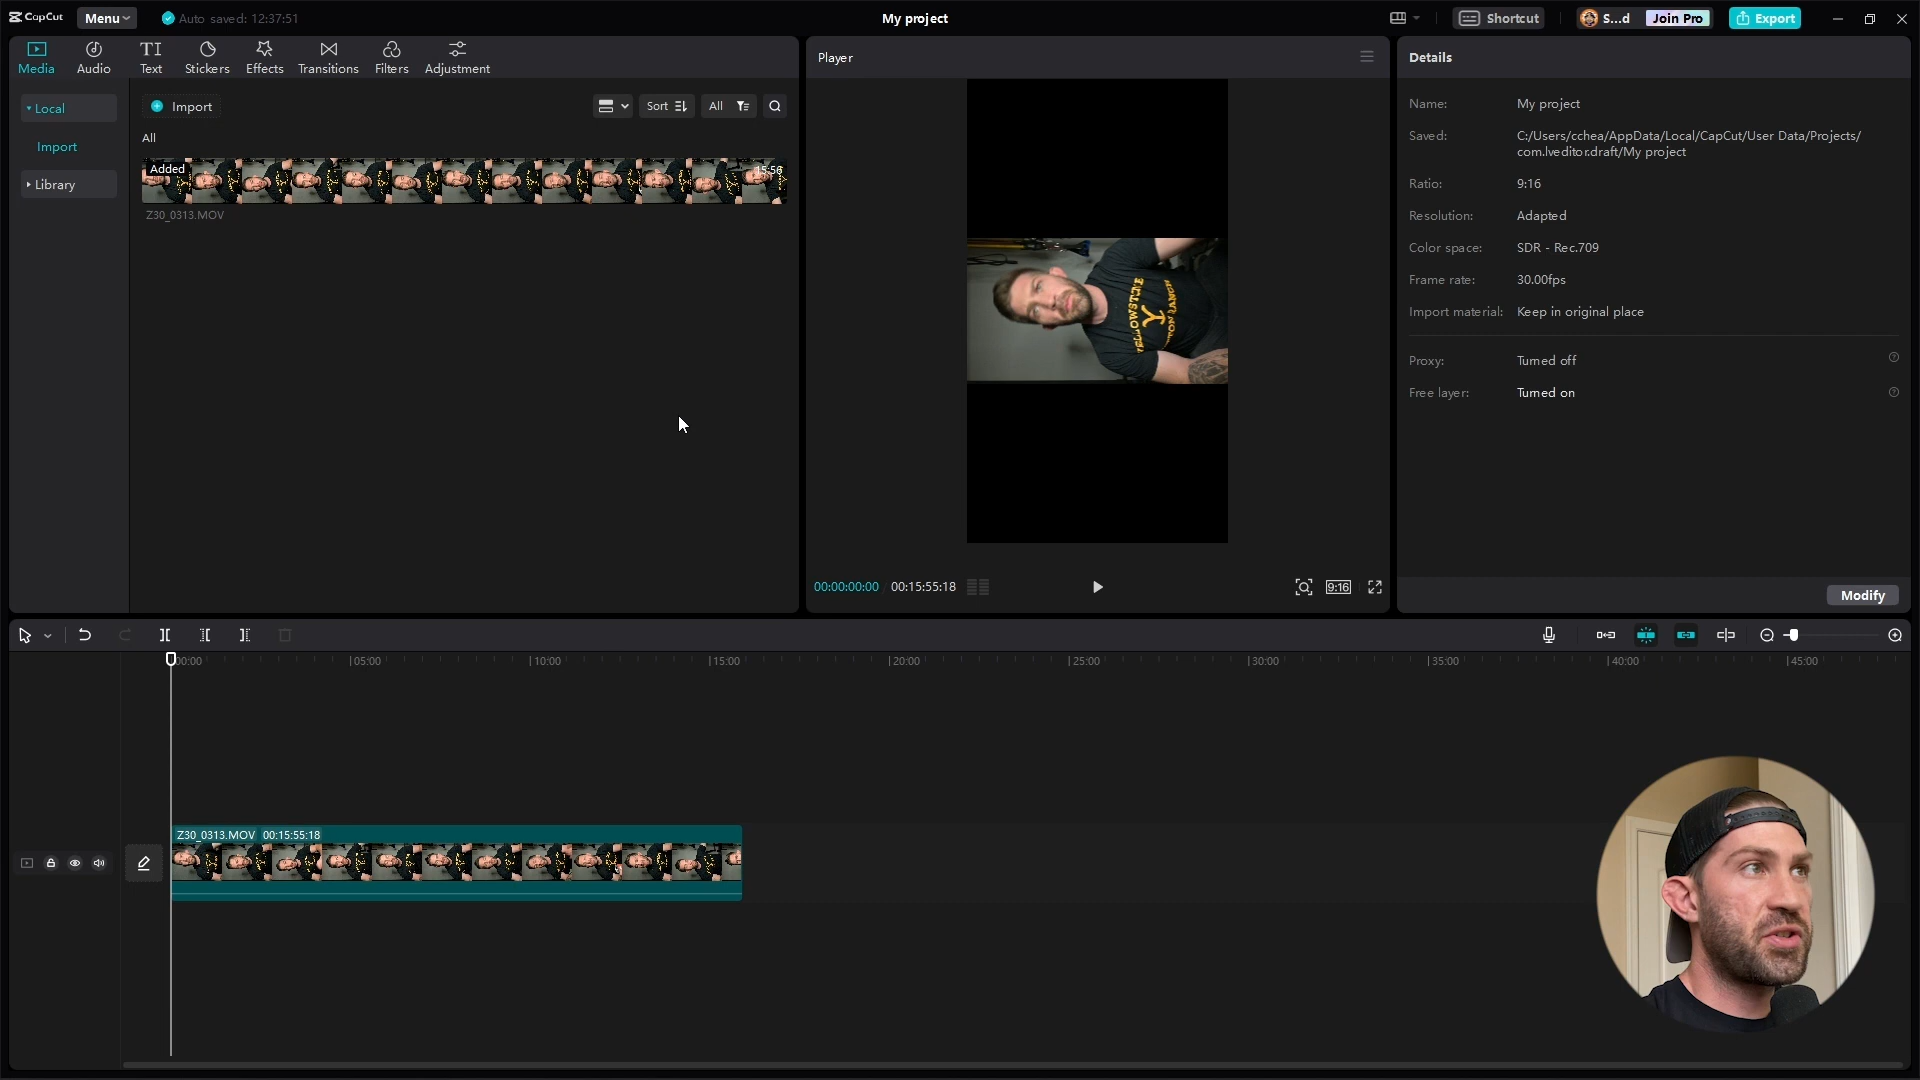 CapCut
Menu
Auto saved: 12:37:51
My project
Shortcut
S...d
Join Pro
Export
Media
Audio
TI
Text
Stickers
Effects
Transitions
Filters
Adjustment
Local
Import
Library
Import
Sort
All
All
Added
15:56
Z30_0313.MOV
Player
YELLOWSTONE
Y
DUTTON RANCH
00:00:00:00
00:15:55:18
9:16
Details
Name: My project
Saved: C:/Users/cchea/AppData/Local/CapCut/User Data/Projects/
com.lveditor.draft/My project
Ratio: 9:16
Resolution: Adapted
Color space: SDR - Rec.709
Frame rate: 30.00fps
Import material: Keep in original place
Proxy: Turned off
Free layer: Turned on
Modify
00:00
05:00
10:00
15:00
20:00
25:00
30:00
35:00
40:00
45:00
Z30_0313.MOV 00:15:55:18